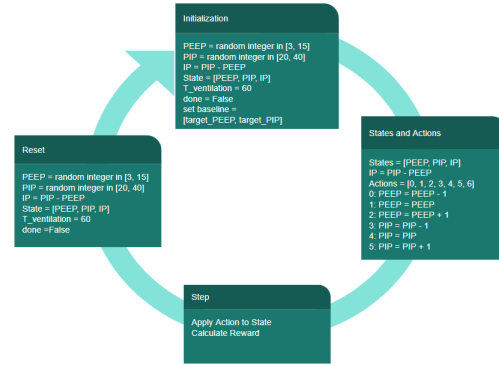 Initialization
PEEP = random integer in [3, 15]
PIP = random integer in [20, 40]
IP = PIP - PEEP
State = [PEEP, PIP, IP]
T_ventilation = 60
done = False
set baseline =
[target_PEEP, target_PIP]
States and Actions
States = [PEEP, PIP, IP]
IP = PIP - PEEP
Actions = [0, 1, 2, 3, 4, 5, 6]
0: PEEP = PEEP - 1
1: PEEP = PEEP
2: PEEP = PEEP + 1
3: PIP = PIP - 1
4: PIP = PIP
5: PIP = PIP + 1
Step
Apply Action to State
Calculate Reward
Reset
PEEP = random integer in [3, 15]
PIP = random integer in [20, 40]
IP = PIP - PEEP
State = [PEEP, PIP, IP]
T_ventilation = 60
done =False